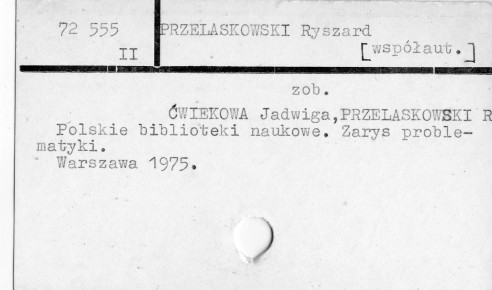 72 555 PRZELASKOWSKI Ryszard
II [współaut.]
zob.
ĆWIEKOWA Jadwiga,PRZELASKOWSKI R
Polskie biblioteki naukowe. Zarys proble-
matyki.
Warszawa 1975.